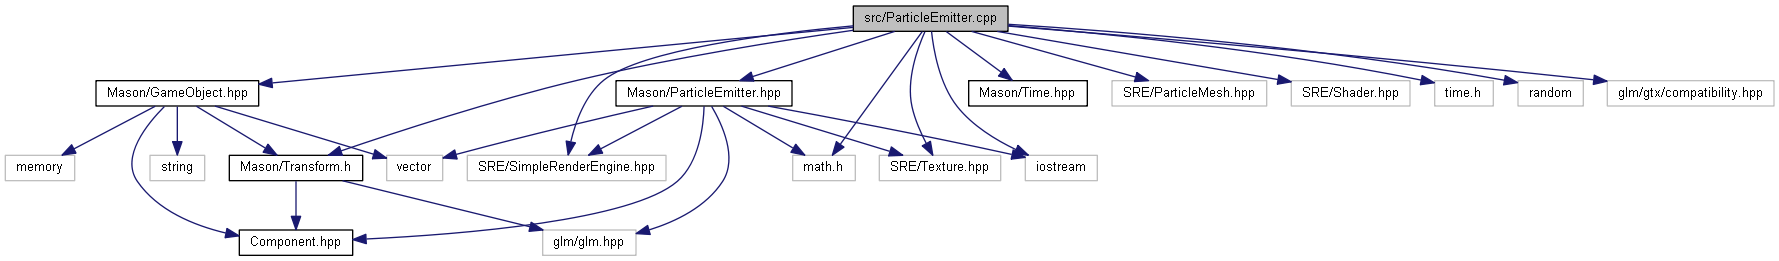 src/ParticleEmitter.cpp
Mason/GameObject.hpp
Mason/ParticleEmitter.hpp
Mason/Time.hpp
SRE/ParticleMesh.hpp
SRE/Shader.hpp
time.h
random
glm/gtx/compatibility.hpp
memory
string
Mason/Transform.h
vector
SRE/SimpleRenderEngine.hpp
math.h
SRE/Texture.hpp
iostream
Component.hpp
glm/glm.hpp